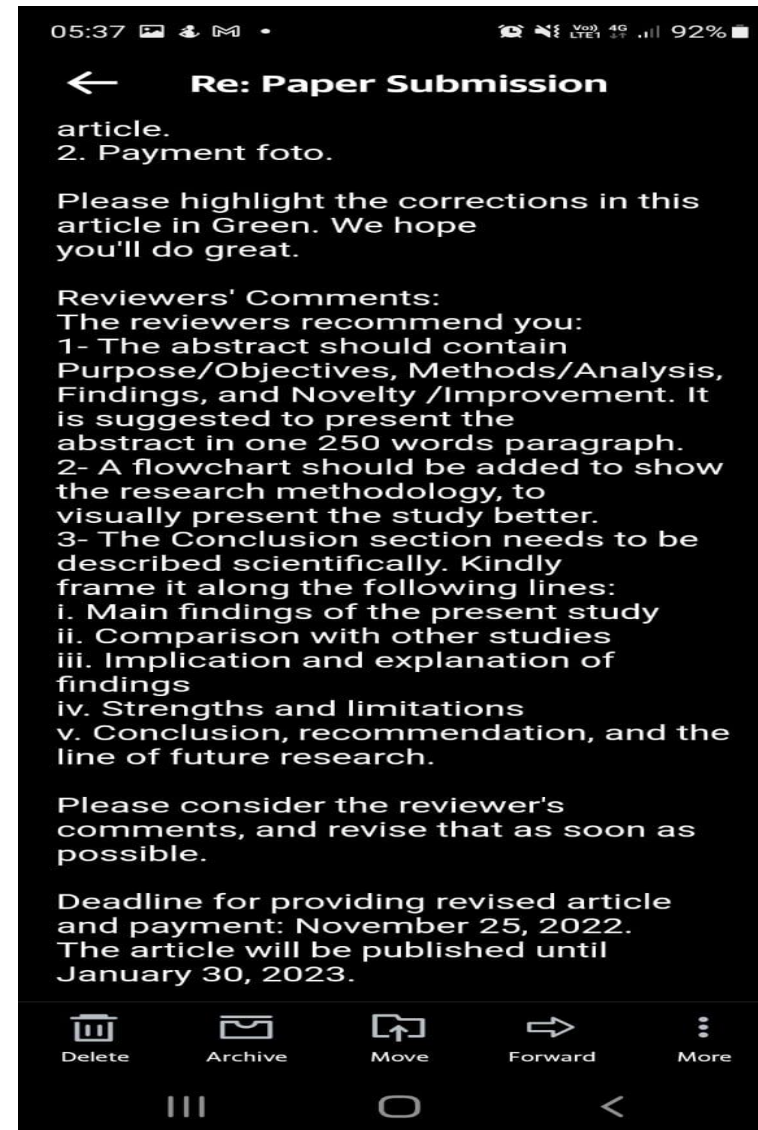 05:37 92%
Re: Paper Submission
article.
2. Payment foto.
Please highlight the corrections in this
article in Green. We hope
you'll do great.
Reviewers' Comments:
The reviewers recommend you:
1- The abstract should contain
Purpose/Objectives, Methods/Analysis,
Findings, and Novelty /Improvement. It
is suggested to present the
abstract in one 250 words paragraph.
2- A flowchart should be added to show
the research methodology, to
visually present the study better.
3- The Conclusion section needs to be
described scientifically. Kindly
frame it along the following lines:
i. Main findings of the present study
ii. Comparison with other studies
iii. Implication and explanation of
findings
iv. Strengths and limitations
v. Conclusion, recommendation, and the
line of future research.
Please consider the reviewer's
comments, and revise that as soon as
possible.
Deadline for providing revised article
and payment: November 25, 2022.
The article will be published until
January 30, 2023.
Delete Archive Move Forward More